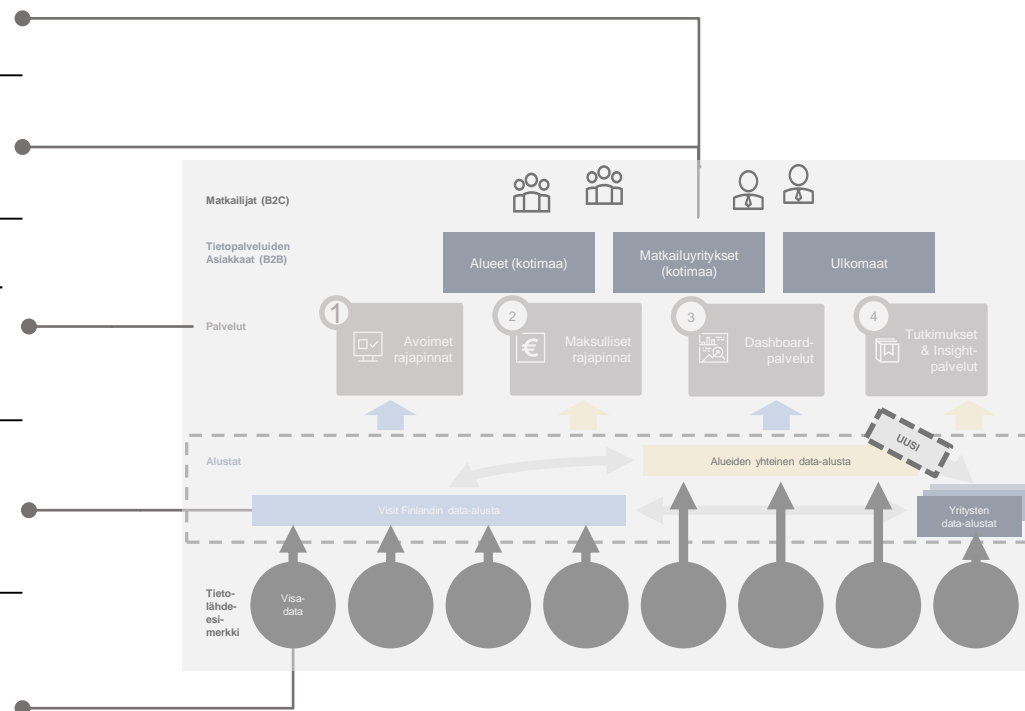 Matkailijat (B2C)
Tietopalveluiden
Asiakkaat (B2B)
Alueet (kotimaa)
Matkailuyritykset
(kotimaa)
Ulkomaat
Palvelut
1
Avoimet
rajapinnat
2
€
Maksulliset
rajapinnat
3
Dashboard-
palvelut
4
Tutkimukset
& Insight-
palvelut
UUSI
Alustat
Alueiden yhteinen data-alusta
Visit Finlandin data-alusta
Yritysten
data-alustat
Tieto-
lähde-
esi-
merkki
Visa-
data